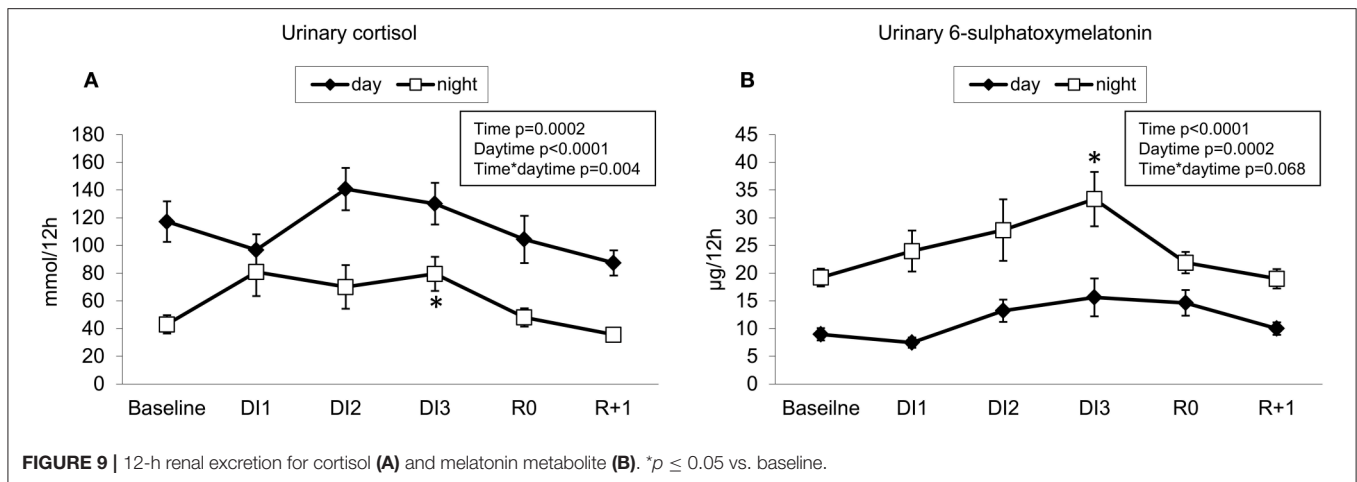 Urinary cortisol
A
day night
Time p=0.0002
Daytime p<0.0001
Time*daytime p=0.004
mmol/12h
180
160
140
120
100
80
60
40
20
0
*
Baseline DI1 DI2 DI3 R0 R+1
Urinary 6-sulphatoxymelatonin
B
day night
Time p<0.0001
Daytime p=0.0002
Time*daytime p=0.068
µg/12h
45
40
35
30
25
20
15
10
5
0
*
Baseilne DI1 DI2 DI3 R0 R+1
FIGURE 9 | 12-h renal excretion for cortisol (A) and melatonin metabolite (B). *p ≤ 0.05 vs. baseline.